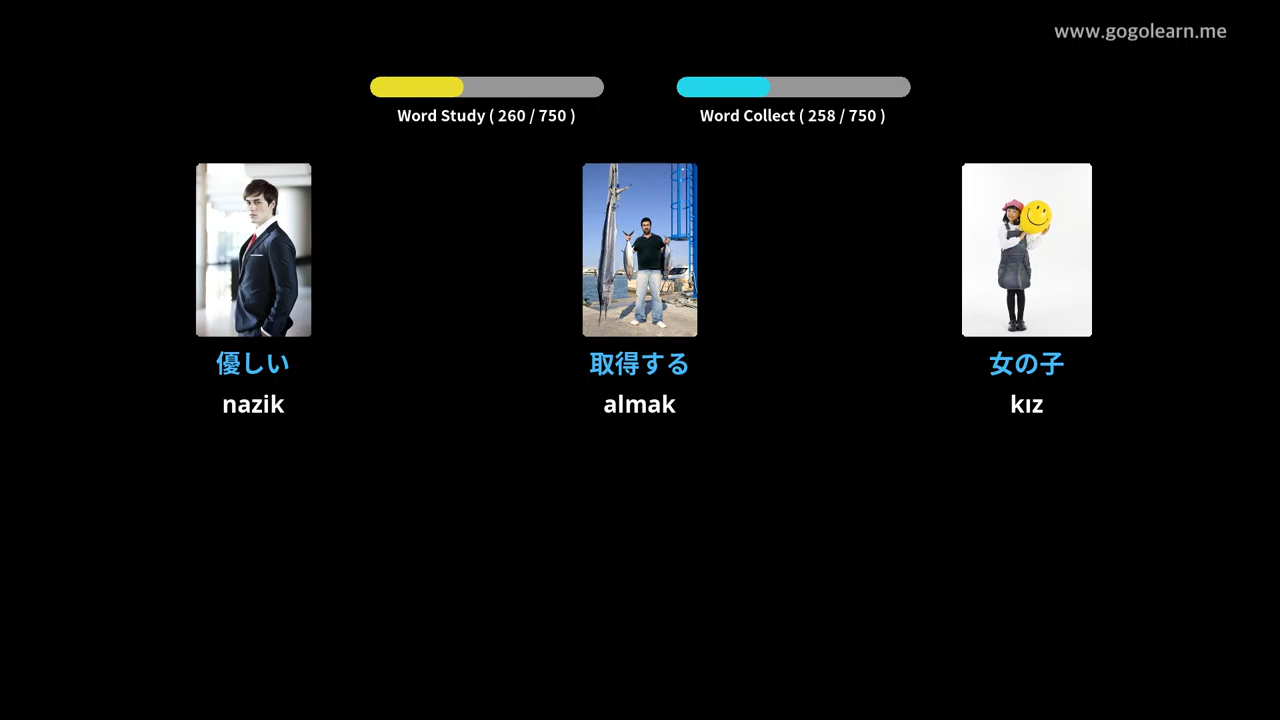 www.gogolearn.me
Word Study ( 260 / 750 )
Word Collect ( 258 / 750 )
優しい
nazik
取得する
almak
女の子
kız